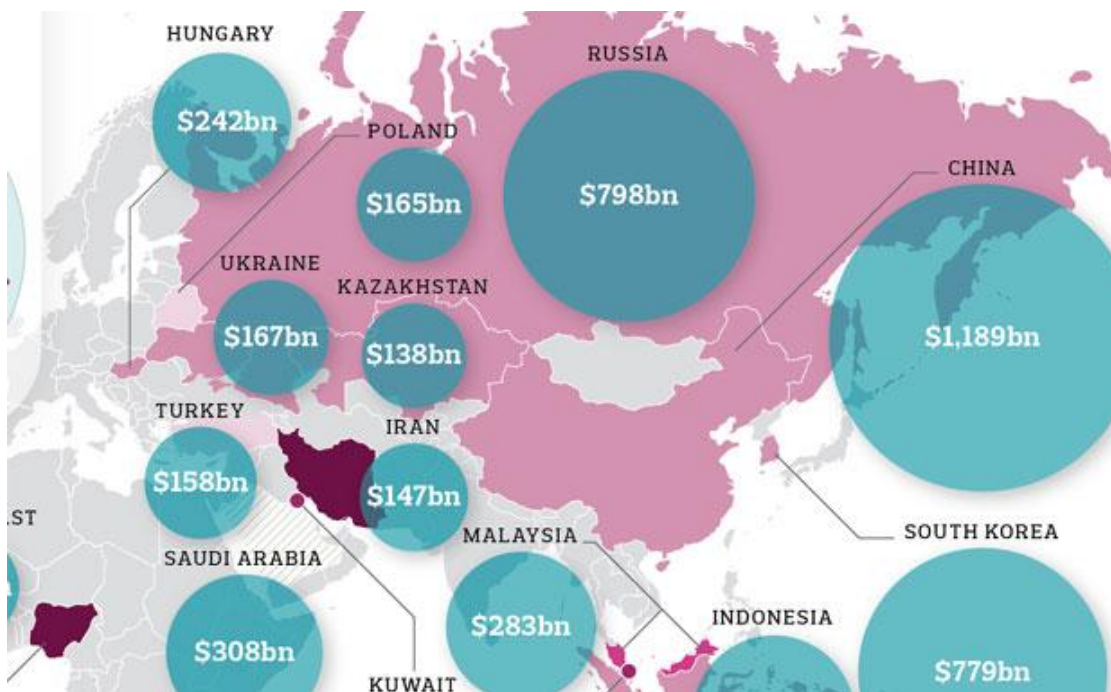 HUNGARY
$242bn
RUSSIA
$798bn
POLAND
$165bn
CHINA
$1,189bn
UKRAINE
$167bn
KAZAKHSTAN
$138bn
TURKEY
$158bn
IRAN
$147bn
ST
SAUDI ARABIA
$308bn
MALAYSIA
$283bn
SOUTH KOREA
$779bn
INDONESIA
KUWAIT